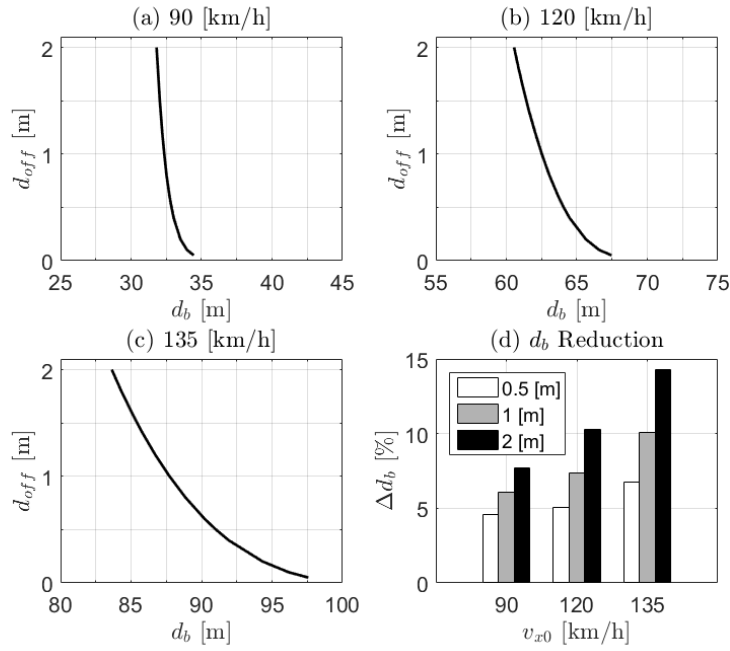 (a) 90 [km/h]
2
1
0
d_off [m]
25 30 35 40 45
d_b [m]
(b) 120 [km/h]
2
1
0
d_off [m]
55 60 65 70 75
d_b [m]
(c) 135 [km/h]
2
1
0
d_off [m]
80 85 90 95 100
d_b [m]
(d) d_b Reduction
15
10
5
0
Δd_b [%]
0.5 [m]
1 [m]
2 [m]
90 120 135
v_x0 [km/h]